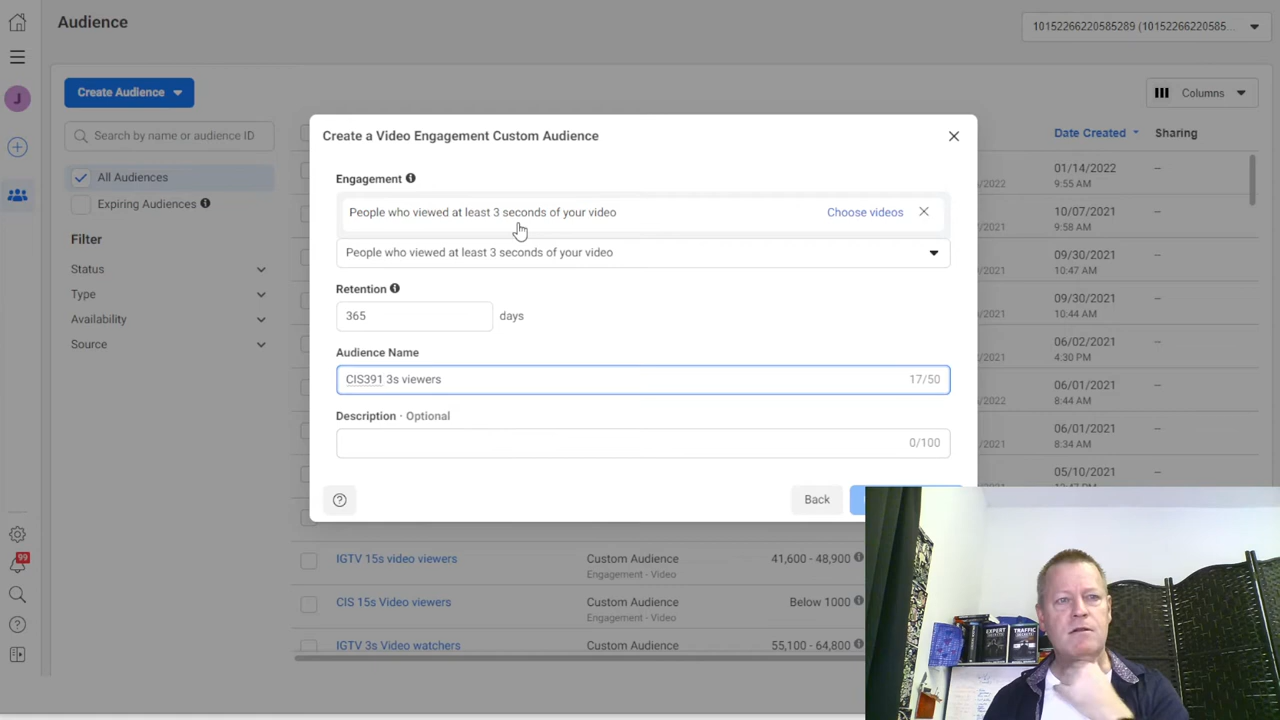 Audience
10152266220585289 (10152266220585...
J
Create Audience
Columns
Search by name or audience ID
Date Created
Sharing
All Audiences
Expiring Audiences
Filter
Status
Type
Availability
Source
Create a Video Engagement Custom Audience
Engagement
People who viewed at least 3 seconds of your video
Choose videos
People who viewed at least 3 seconds of your video
Retention
365
days
Audience Name
CIS391 3s viewers
17/50
Description · Optional
0/100
Back
01/14/2022
9:55 AM
--
10/07/2021
9:58 AM
--
09/30/2021
10:47 AM
--
09/30/2021
10:44 AM
--
06/02/2021
4:30 PM
--
06/01/2021
8:44 AM
--
06/01/2021
8:34 AM
--
05/10/2021
--
IGTV 15s video viewers
Custom Audience
Engagement - Video
41,600 - 48,900
CIS 15s Video viewers
Custom Audience
Engagement - Video
Below 1000
IGTV 3s Video watchers
Custom Audience
55,100 - 64,800
99
EXPERT
TRAFFIC